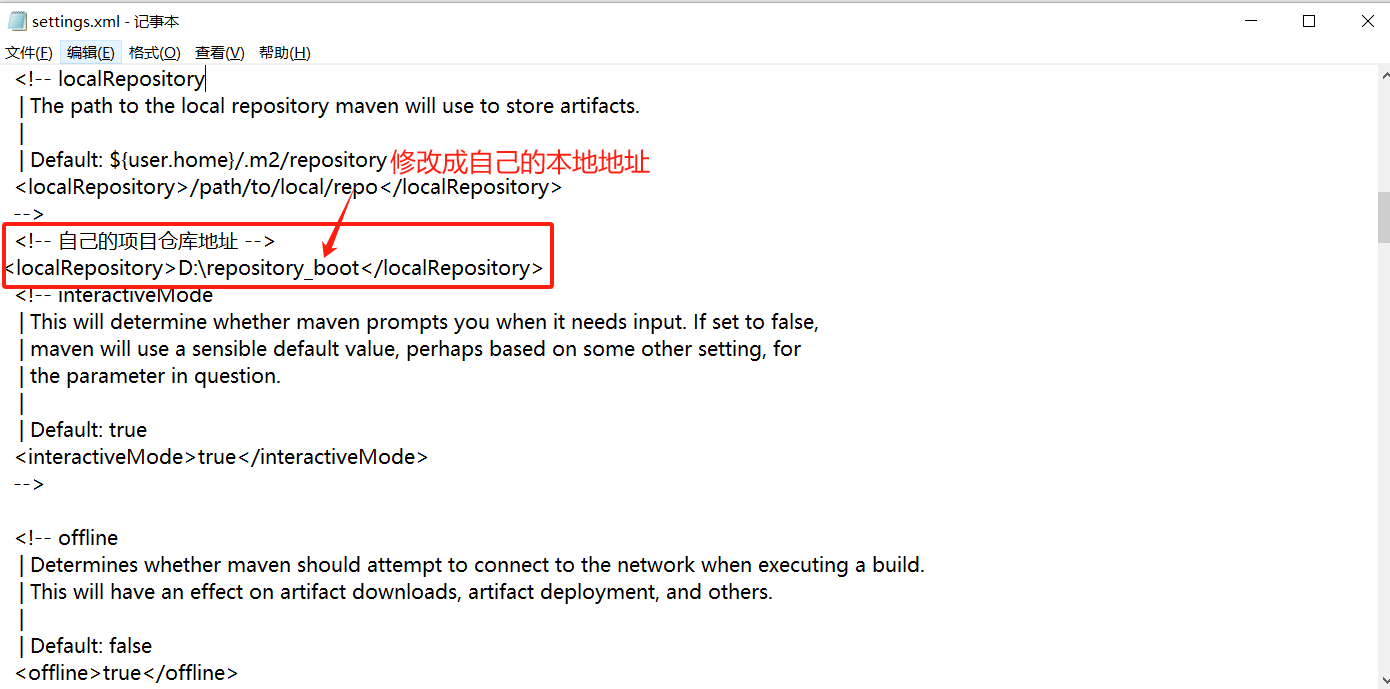 settings.xml - 记事本
文件(F) 编辑(E) 格式(O) 查看(V) 帮助(H)
<!-- localRepository
| The path to the local repository maven will use to store artifacts.
|
| Default: ${user.home}/.m2/repository 修改成自己的本地地址
<localRepository>/path/to/local/repo</localRepository>
-->
<!-- 自己的项目仓库地址 -->
<localRepository>D:\repository_boot</localRepository>
<!-- interactiveMode
| This will determine whether maven prompts you when it needs input. If set to false,
| maven will use a sensible default value, perhaps based on some other setting, for
| the parameter in question.
|
| Default: true
<interactiveMode>true</interactiveMode>
-->
<!-- offline
| Determines whether maven should attempt to connect to the network when executing a build.
| This will have an effect on artifact downloads, artifact deployment, and others.
|
| Default: false
<offline>true</offline>